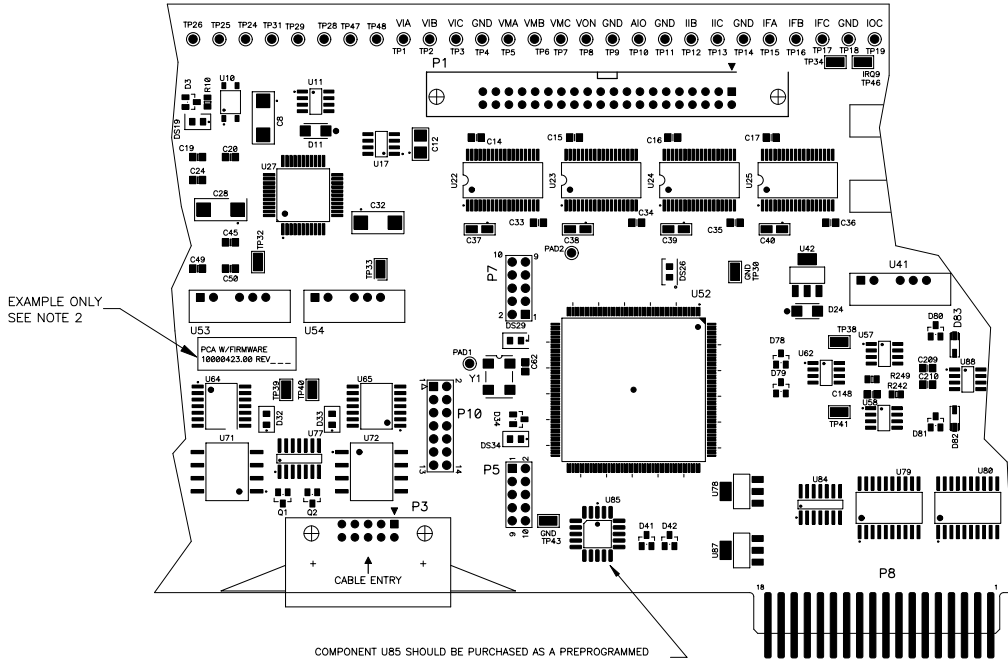 TP26 TP25 TP24 TP31 TP29 TP28 TP47 TP48 VIA VIB VIC GND VMA VMB VMC VON GND AIO GND IIB IIC GND IFA IFB IFC GND IOC
TP1 TP2 TP3 TP4 TP5 TP6 TP7 TP8 TP9 TP10 TP11 TP12 TP13 TP14 TP15 TP16 TP17 TP18 TP19
TP34
IRQ9
TP46
P1
D3
R10
U10
U11
DS19
C8
D11
U17
C12
C14
C15
C16
C17
C19
C20
U27
U22
U23
U24
U25
C24
C28
C32
C33
C34
C35
C36
C37
C38
C39
C40
C45
TP32
PAD2
C49
C50
TP33
10
9
P7
2
1
DS26
GND
TP30
U42
U41
U53
U54
U52
D24
EXAMPLE ONLY
SEE NOTE 2
PCA W/FIRMWARE
10000423.00 REV___
DS29
PAD1
C62
Y1
TP38
U57
D80
D83
D78
U62
C209
C210
U88
D79
R249
R242
C148
U64
TP39
TP40
U65
1
2
P10
13
14
D32
D33
D34
DS34
TP41
U58
D81
D82
U71
U77
U72
P5
1
2
9
10
Q1
Q2
P3
GND
TP43
U85
D41
D42
U78
U87
U84
U79
U80
CABLE ENTRY
P8
18
1
COMPONENT U85 SHOULD BE PURCHASED AS A PREPROGRAMMED